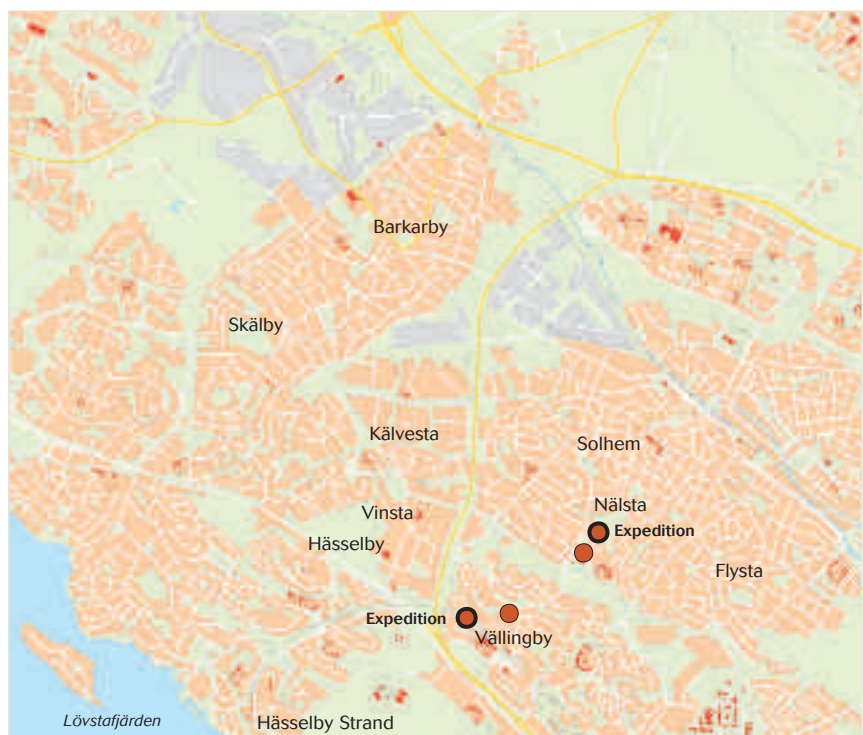 Barkarby
Skälby
Kälvesta
Solhem
Nälsta
Vinsta
Expedition
Hässelby
Flysta
Expedition
Vällingby
Lövstafjärden
Hässelby Strand